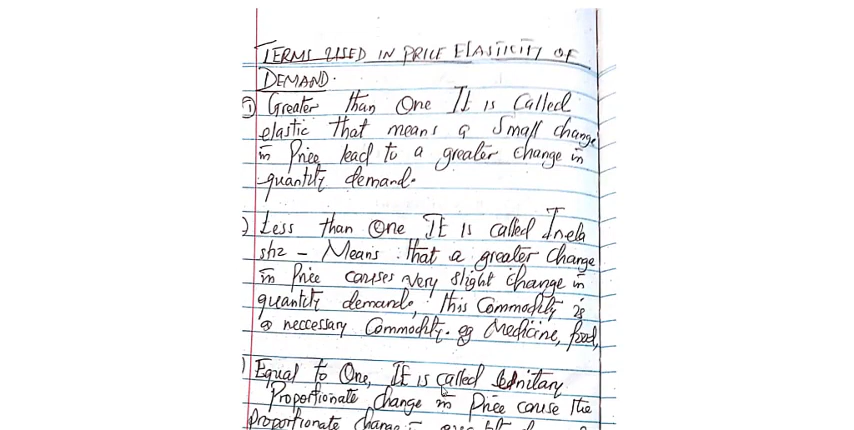 TERMS USED IN PRICE ELASTICITY OF
DEMAND.
① Greater than One It is Called
elastic that means a Small change
in Price lead to a greater change in
quantity demand.
) Less than One It is called Inela
stic - Means that a greater change
in Price causes very slight change in
quantity demand, this Commodity is
a neccessary Commodity. eg Medicine, food,
) Equal to One, It is called Unitary
Proportionate change in Price cause the
Proportionate change in